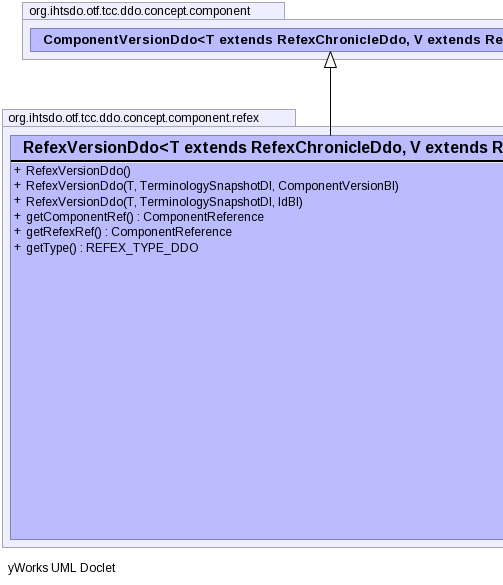 org.ihtsdo.otf.tcc.ddo.concept.component
ComponentVersionDdo<T extends RefexChronicleDdo, V extends Re
org.ihtsdo.otf.tcc.ddo.concept.component.refex
RefexVersionDdo<T extends RefexChronicleDdo, V extends R
+ RefexVersionDdo()
+ RefexVersionDdo(T, TerminologySnapshotDI, ComponentVersionBI)
+ RefexVersionDdo(T, TerminologySnapshotDI, IdBI)
+ getComponentRef() : ComponentReference
+ getRefexRef() : ComponentReference
+ getType() : REFEX_TYPE_DDO
yWorks UML Doclet